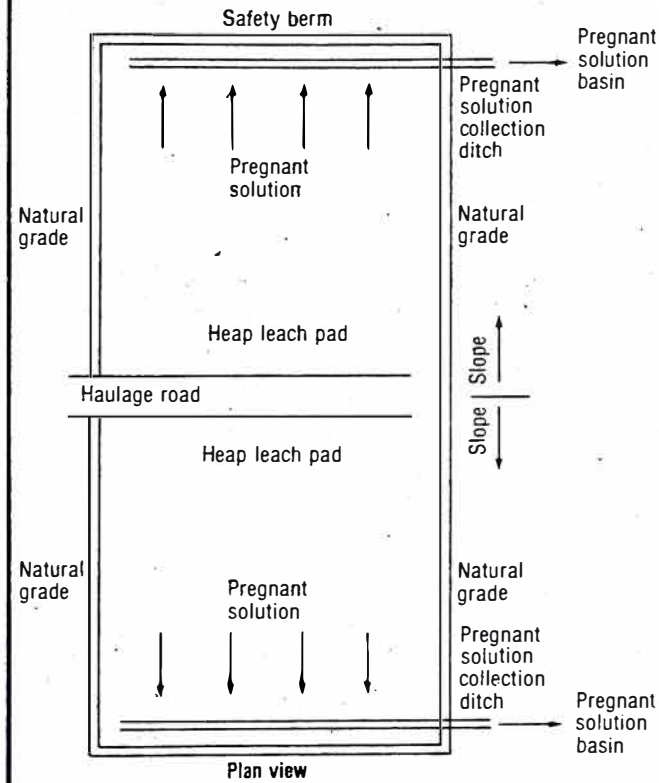 Safety berm
Pregnant
solution
basin
Pregnant
solution
collection
ditch
Pregnant
solution
Natural
grade
Natural
grade
Heap leach pad
Slope
Haulage road
Slope
Heap leach pad
Natural
grade
Pregnant
solution
Natural
grade
Pregnant
solution
collection
ditch
Pregnant
solution
basin
Plan view